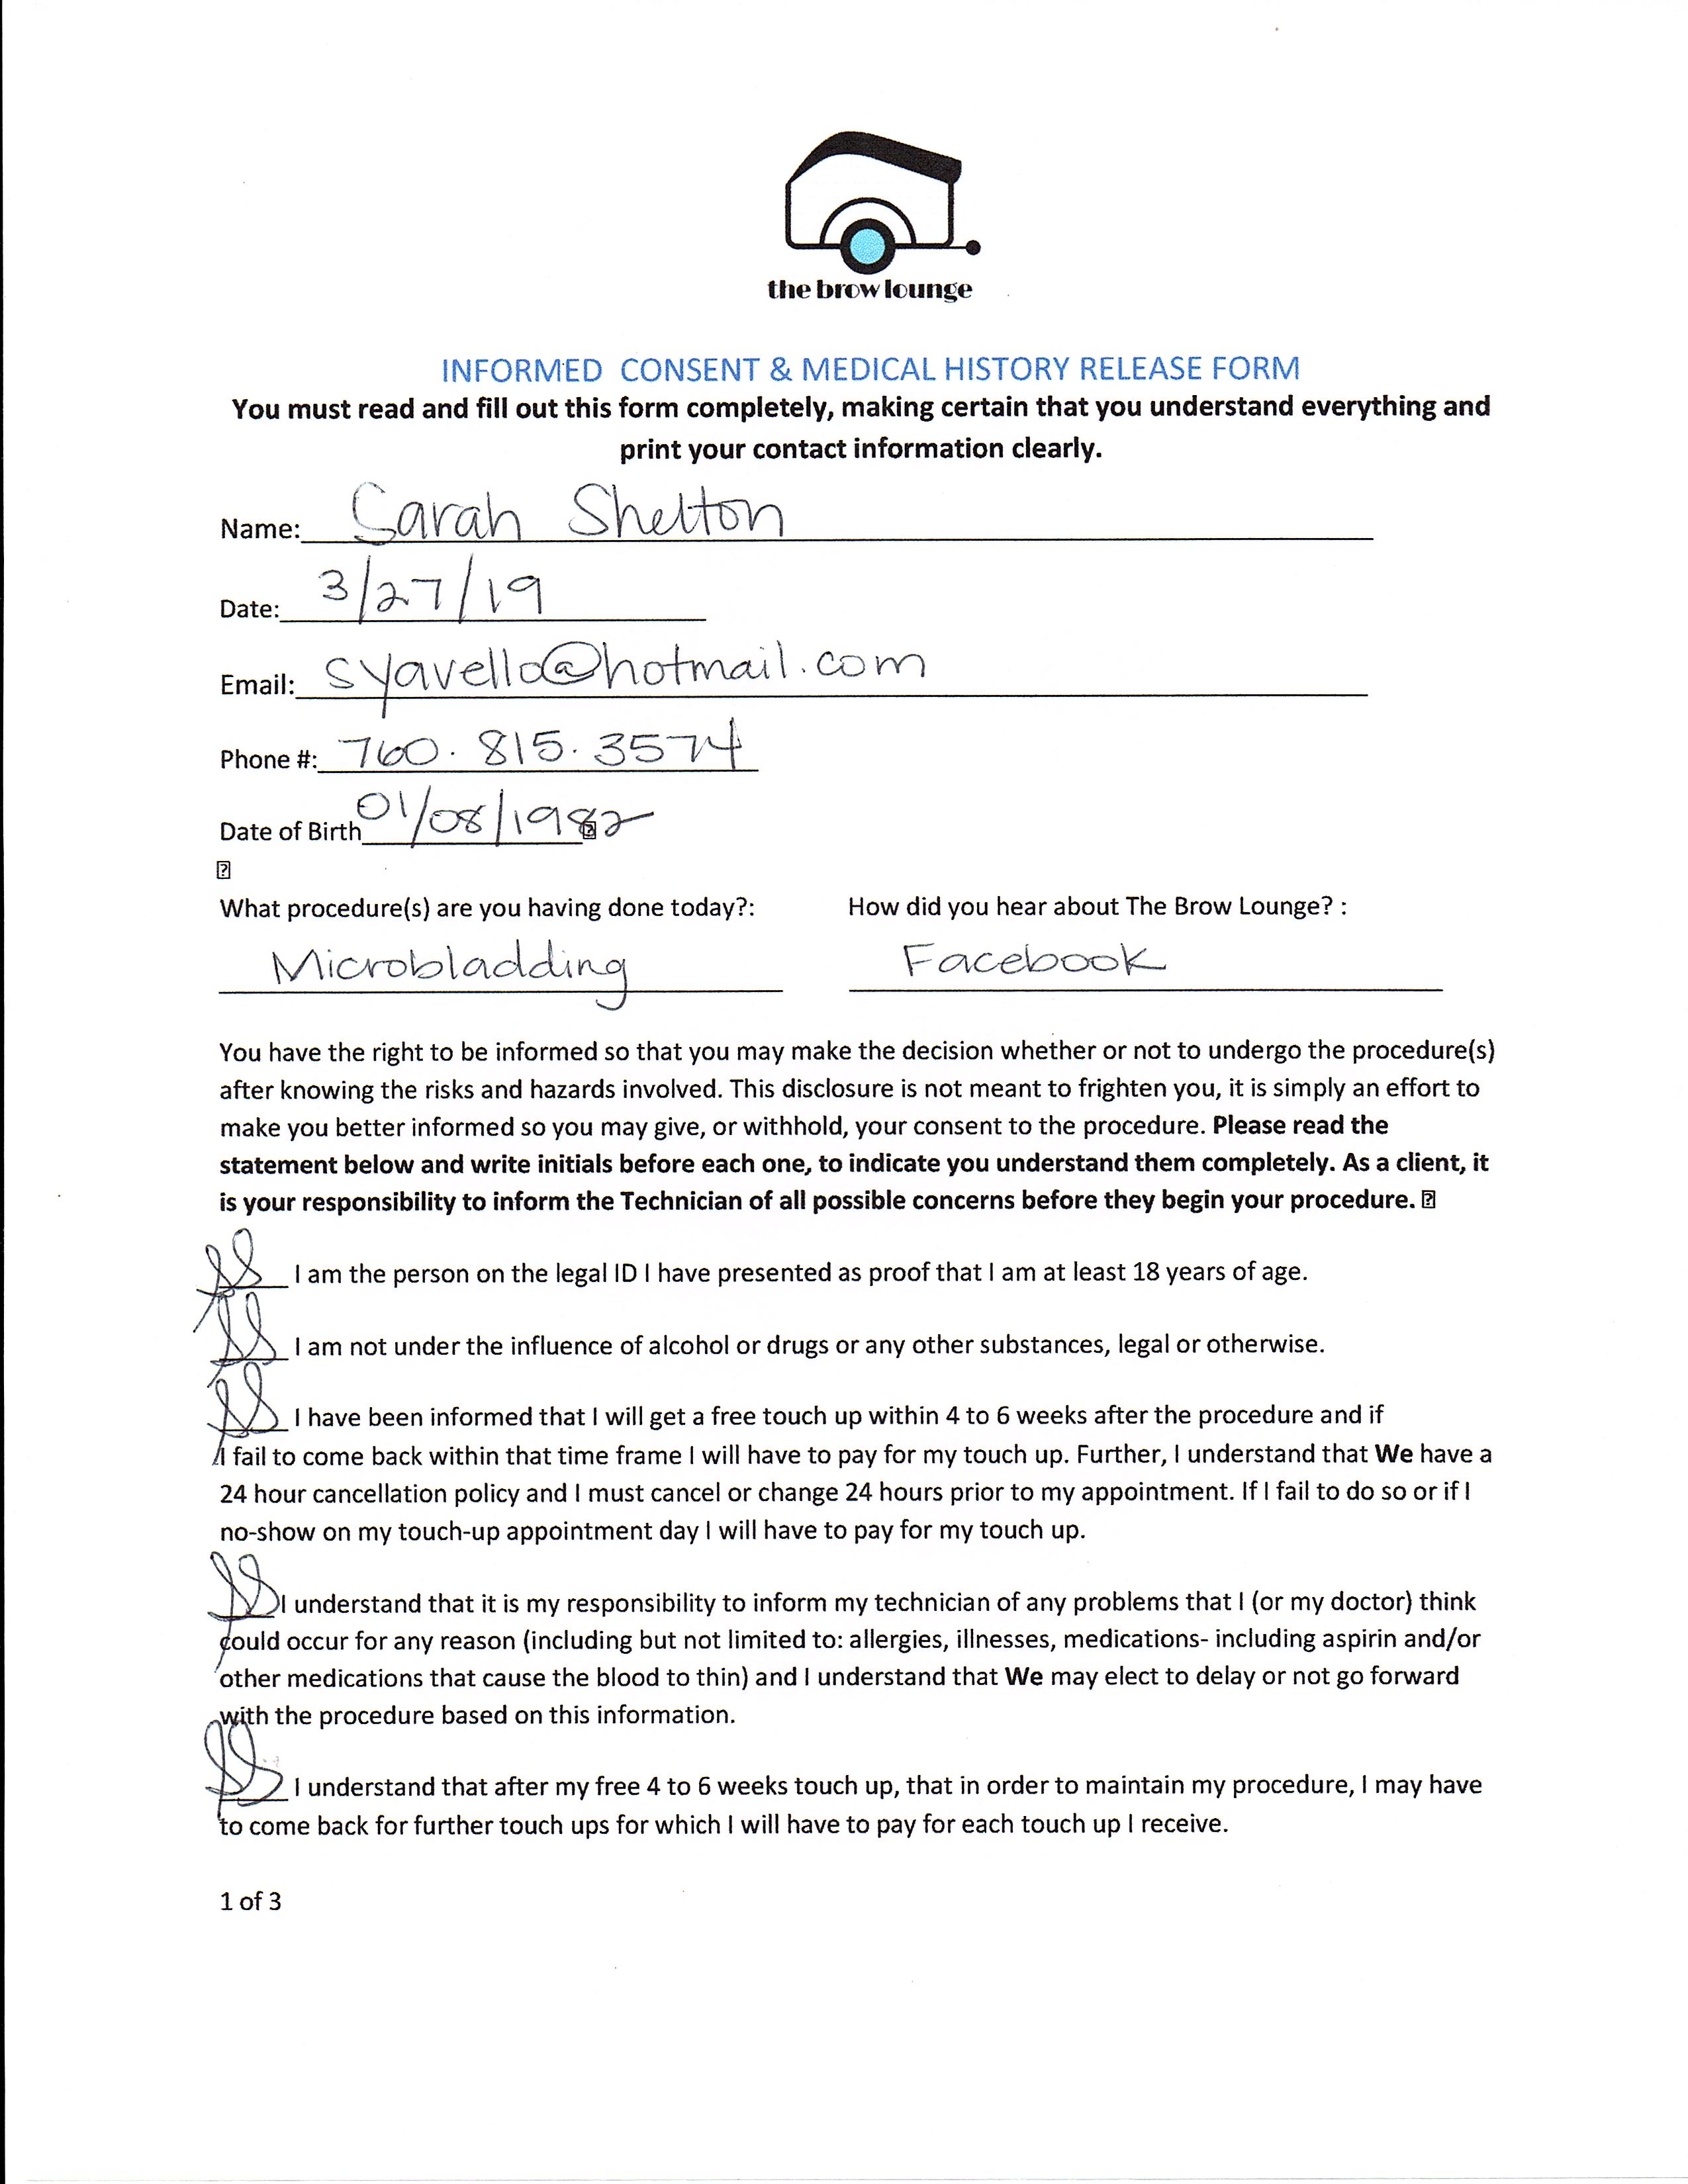 the brow lounge
INFORMED CONSENT & MEDICAL HISTORY RELEASE FORM
You must read and fill out this form completely, making certain that you understand everything and
print your contact information clearly.
Name: Sarah Shelton
Date: 3/27/19
Email: syavello@hotmail.com
Phone #: 760.815.3574
Date of Birth 01/08/1982
What procedure(s) are you having done today?: How did you hear about The Brow Lounge? :
Microbladding Facebook
You have the right to be informed so that you may make the decision whether or not to undergo the procedure(s)
after knowing the risks and hazards involved. This disclosure is not meant to frighten you, it is simply an effort to
make you better informed so you may give, or withhold, your consent to the procedure. Please read the
statement below and write initials before each one, to indicate you understand them completely. As a client, it
is your responsibility to inform the Technician of all possible concerns before they begin your procedure.
SS I am the person on the legal ID I have presented as proof that I am at least 18 years of age.
SS I am not under the influence of alcohol or drugs or any other substances, legal or otherwise.
SS I have been informed that I will get a free touch up within 4 to 6 weeks after the procedure and if
I fail to come back within that time frame I will have to pay for my touch up. Further, I understand that We have a
24 hour cancellation policy and I must cancel or change 24 hours prior to my appointment. If I fail to do so or if I
no-show on my touch-up appointment day I will have to pay for my touch up.
SS I understand that it is my responsibility to inform my technician of any problems that I (or my doctor) think
could occur for any reason (including but not limited to: allergies, illnesses, medications- including aspirin and/or
other medications that cause the blood to thin) and I understand that We may elect to delay or not go forward
with the procedure based on this information.
SS I understand that after my free 4 to 6 weeks touch up, that in order to maintain my procedure, I may have
to come back for further touch ups for which I will have to pay for each touch up I receive.
1 of 3